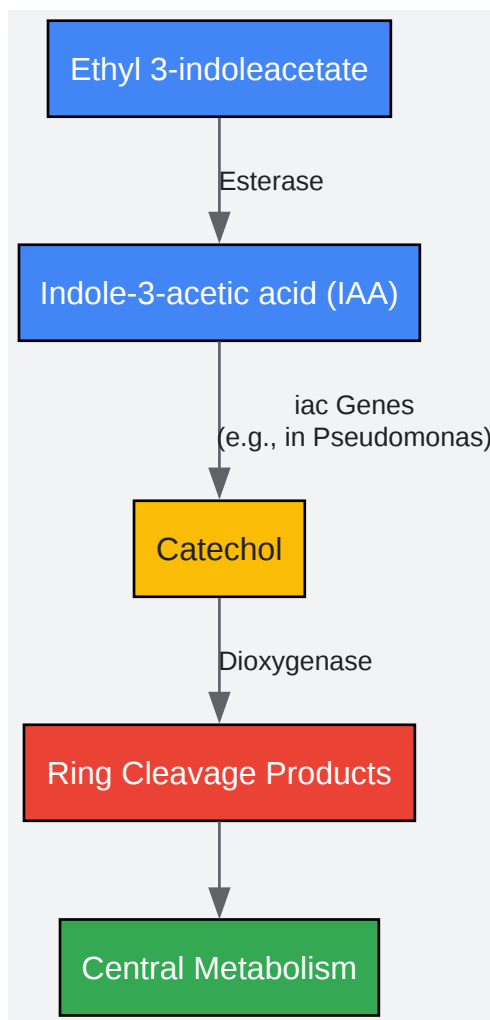 Ethyl 3-indoleacetate
Esterase
Indole-3-acetic acid (IAA)
iac Genes
(e.g., in Pseudomonas)
Catechol
Dioxygenase
Ring Cleavage Products
Central Metabolism